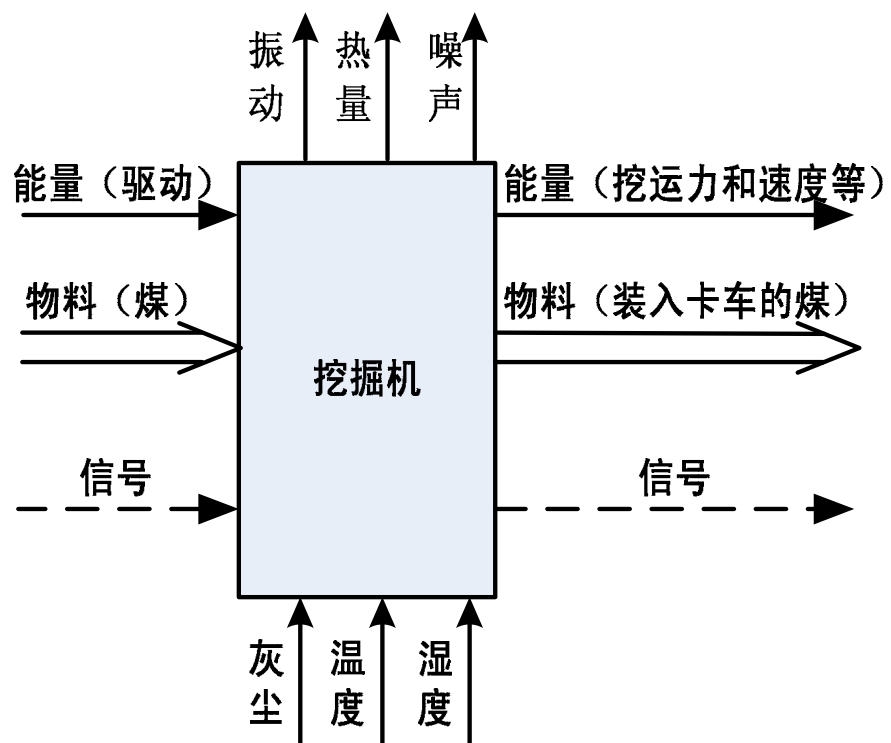 振动 热量 噪声
能量（驱动）
能量（挖运力和速度等）
物料（煤）
物料（装入卡车的煤）
挖掘机
信号
信号
灰尘 温度 湿度